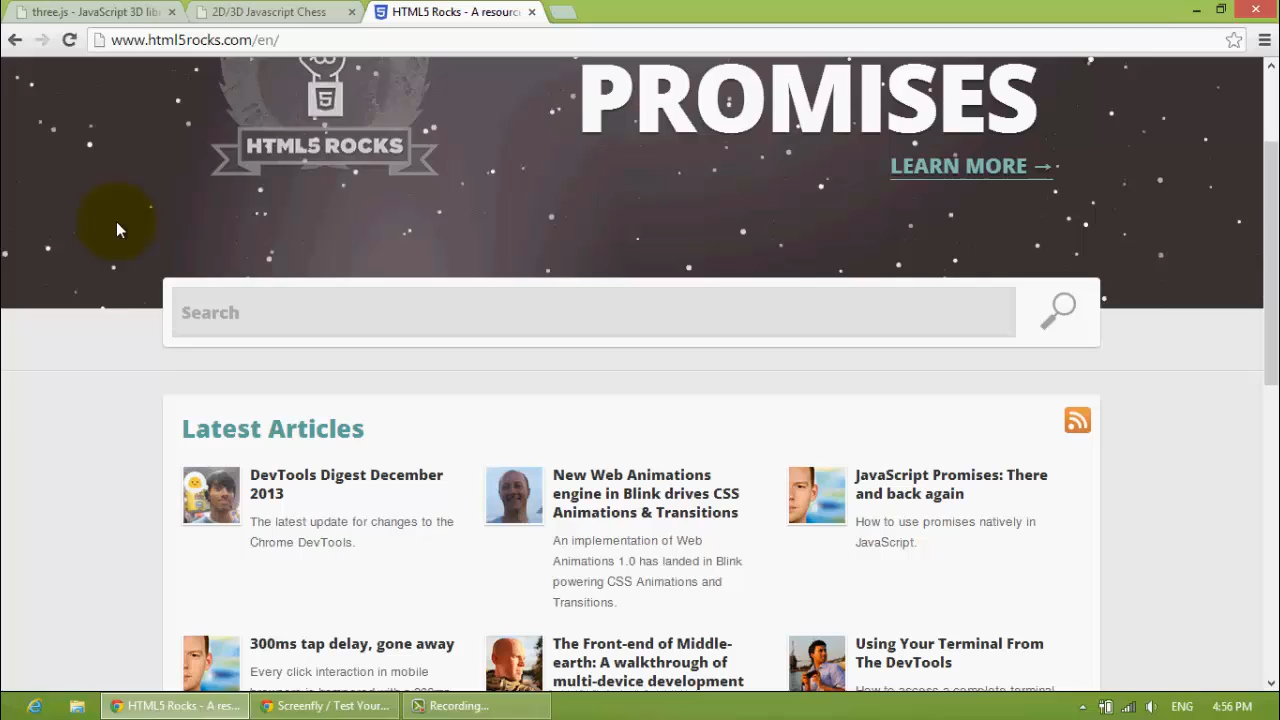 three.js - JavaScript 3D lib
2D/3D Javascript Chess
HTML5 Rocks - A resourc
www.html5rocks.com/en/
5
HTML5 ROCKS
PROMISES
LEARN MORE →
Search
Latest Articles
DevTools Digest December
2013
The latest update for changes to the
Chrome DevTools.
New Web Animations
engine in Blink drives CSS
Animations & Transitions
An implementation of Web
Animations 1.0 has landed in Blink
powering CSS Animations and
Transitions.
JavaScript Promises: There
and back again
How to use promises natively in
JavaScript.
300ms tap delay, gone away
Every click interaction in mobile
The Front-end of Middle-
earth: A walkthrough of
multi-device development
Using Your Terminal From
The DevTools
How to access a complete terminal
HTML5 Rocks - A res...
Screenfly / Test Your...
Recording...
ENG
4:56 PM